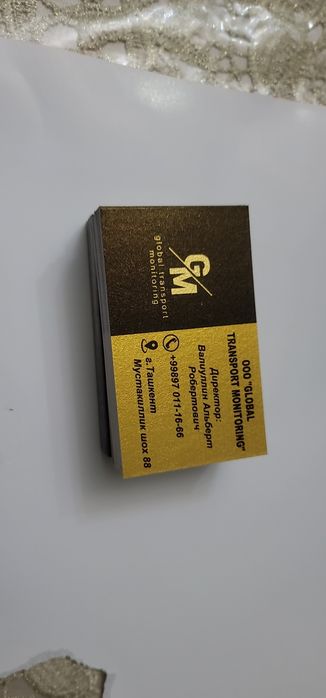 GM
global transport
monitoring
ООО "GLOBAL
TRANSPORT MONITORING"
Директор:
Валиуллин Альберт
Робертович
+99897 011-16-66
г.Ташкент
Мустакиллик шох 88